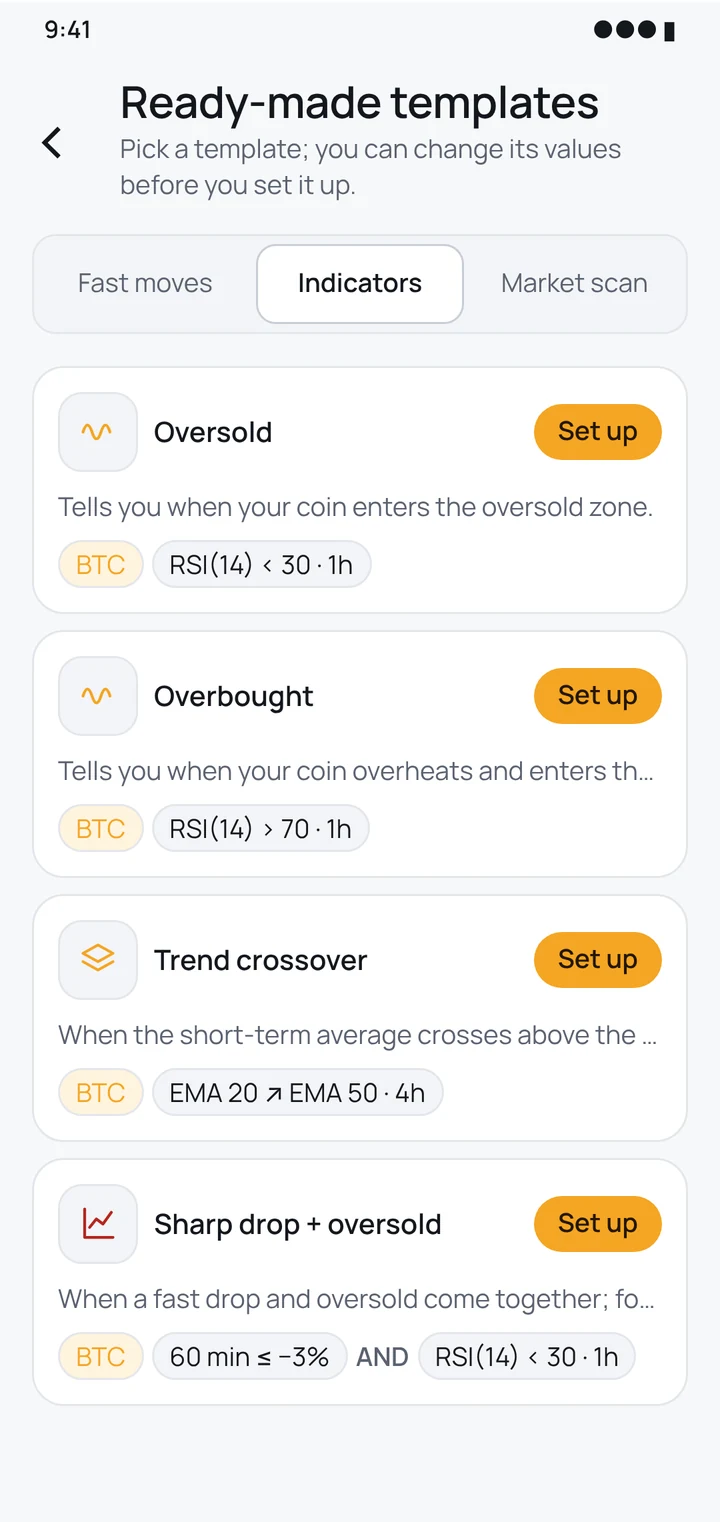 9:41
Ready-made templates
Pick a template; you can change its values
before you set it up.
Fast moves Indicators Market scan
Oversold Set up
Tells you when your coin enters the oversold zone.
BTC RSI(14) < 30 · 1h
Overbought Set up
Tells you when your coin overheats and enters th...
BTC RSI(14) > 70 · 1h
Trend crossover Set up
When the short-term average crosses above the ...
BTC EMA 20 ↗ EMA 50 · 4h
Sharp drop + oversold Set up
When a fast drop and oversold come together; fo...
BTC 60 min ≤ −3% AND RSI(14) < 30 · 1h